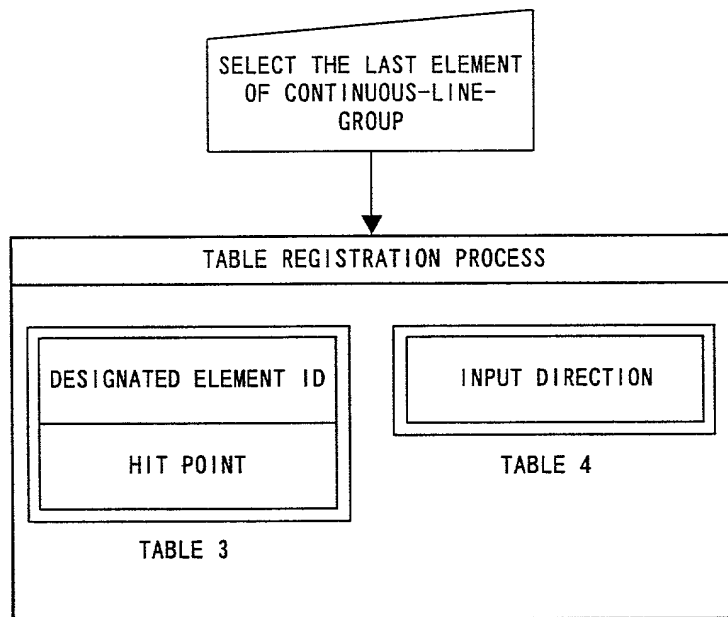 SELECT THE LAST ELEMENT
OF CONTINUOUS-LINE-
GROUP
TABLE REGISTRATION PROCESS
DESIGNATED ELEMENT ID
HIT POINT
TABLE 3
INPUT DIRECTION
TABLE 4